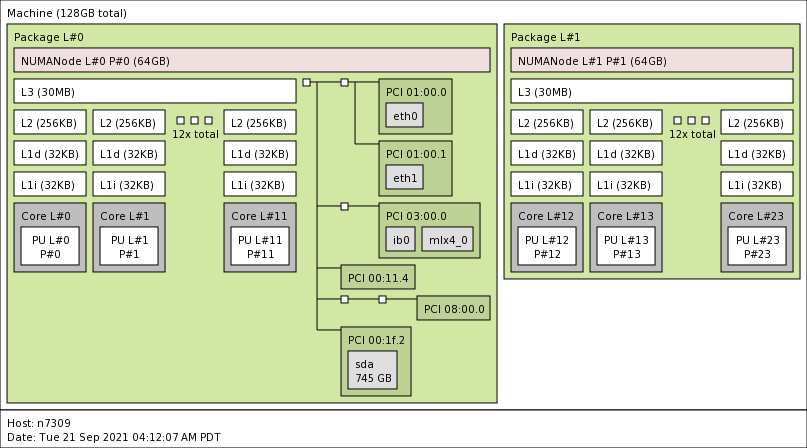 Machine (128GB total)
Package L#0
NUMANode L#0 P#0 (64GB)
L3 (30MB)
L2 (256KB) L2 (256KB) 12x total L2 (256KB)
L1d (32KB) L1d (32KB) L1d (32KB)
L1i (32KB) L1i (32KB) L1i (32KB)
Core L#0 Core L#1 Core L#11
PU L#0 PU L#1 PU L#11
P#0 P#1 P#11
PCI 01:00.0
eth0
PCI 01:00.1
eth1
PCI 03:00.0
ib0 mlx4_0
PCI 00:11.4
PCI 08:00.0
PCI 00:1f.2
sda
745 GB
Package L#1
NUMANode L#1 P#1 (64GB)
L3 (30MB)
L2 (256KB) L2 (256KB) 12x total L2 (256KB)
L1d (32KB) L1d (32KB) L1d (32KB)
L1i (32KB) L1i (32KB) L1i (32KB)
Core L#12 Core L#13 Core L#23
PU L#12 PU L#13 PU L#23
P#12 P#13 P#23
Host: n7309
Date: Tue 21 Sep 2021 04:12:07 AM PDT